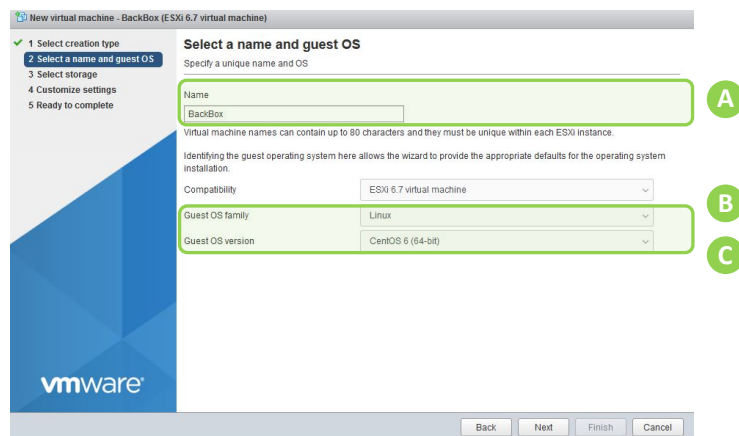 New virtual machine - BackBox (ESXi 6.7 virtual machine)
1 Select creation type
2 Select a name and guest OS
3 Select storage
4 Customize settings
5 Ready to complete
Select a name and guest OS
Specify a unique name and OS
Name
BackBox
A
Virtual machine names can contain up to 80 characters and they must be unique within each ESXi instance.
Identifying the guest operating system here allows the wizard to provide the appropriate defaults for the operating system
installation.
Compatibility ESXi 6.7 virtual machine
Guest OS family Linux
B
Guest OS version CentOS 6 (64-bit)
C
vmware®
Back Next Finish Cancel